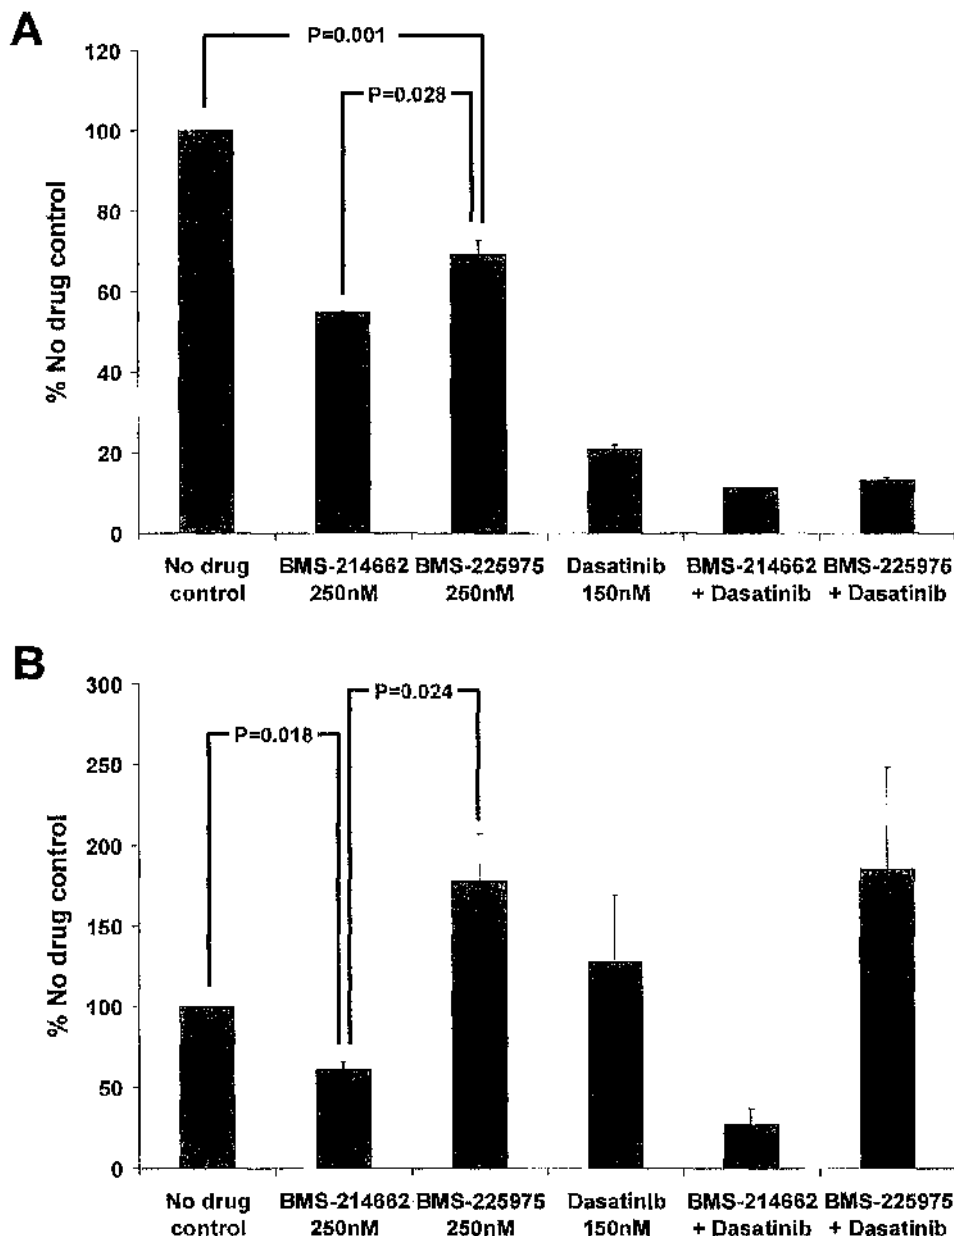 A
P=0.001
P=0.028
120
100
80
60
40
20
0
% No drug control
No drug control
BMS-214662 250nM
BMS-225975 250nM
Dasatinib 150nM
BMS-214662 + Dasatinib
BMS-225975 + Dasatinib
B
P=0.024
P=0.018
300
250
200
150
100
50
0
% No drug control
No drug control
BMS-214662 250nM
BMS-225975 250nM
Dasatinib 150nM
BMS-214662 + Dasatinib
BMS-225975 + Dasatinib